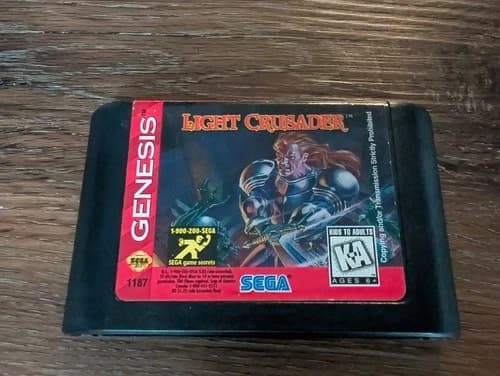 GENESIS
LIGHT CRUSADER™
Copying and/or Transmission Strictly Prohibited
1-900-200-SEGA
SEGA game secrets
KIDS TO ADULTS
K-A
AGES 6+
SEGA
1187
SEGA